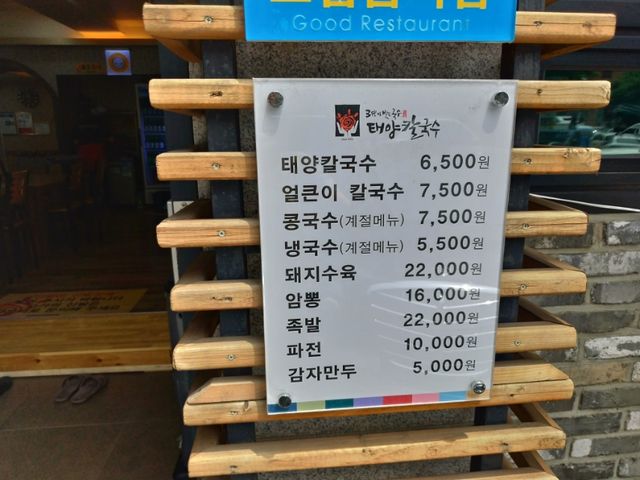 Good Restaurant
태양칼국수
태양칼국수 6,500원
얼큰이 칼국수 7,500원
콩국수(계절메뉴) 7,500원
냉국수(계절메뉴) 5,500원
돼지수육 22,000원
암뽕 16,000원
족발 22,000원
파전 10,000원
감자만두 5,000원